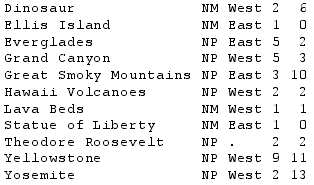 Dinosaur NM West 2 6
Ellis Island NM East 1 0
Everglades NP East 5 2
Grand Canyon NP West 5 3
Great Smoky Mountains NP East 3 10
Hawaii Volcanoes NP West 2 2
Lava Beds NM West 1 1
Statue of Liberty NM East 1 0
Theodore Roosevelt NP . 2 2
Yellowstone NP West 9 11
Yosemite NP West 2 13